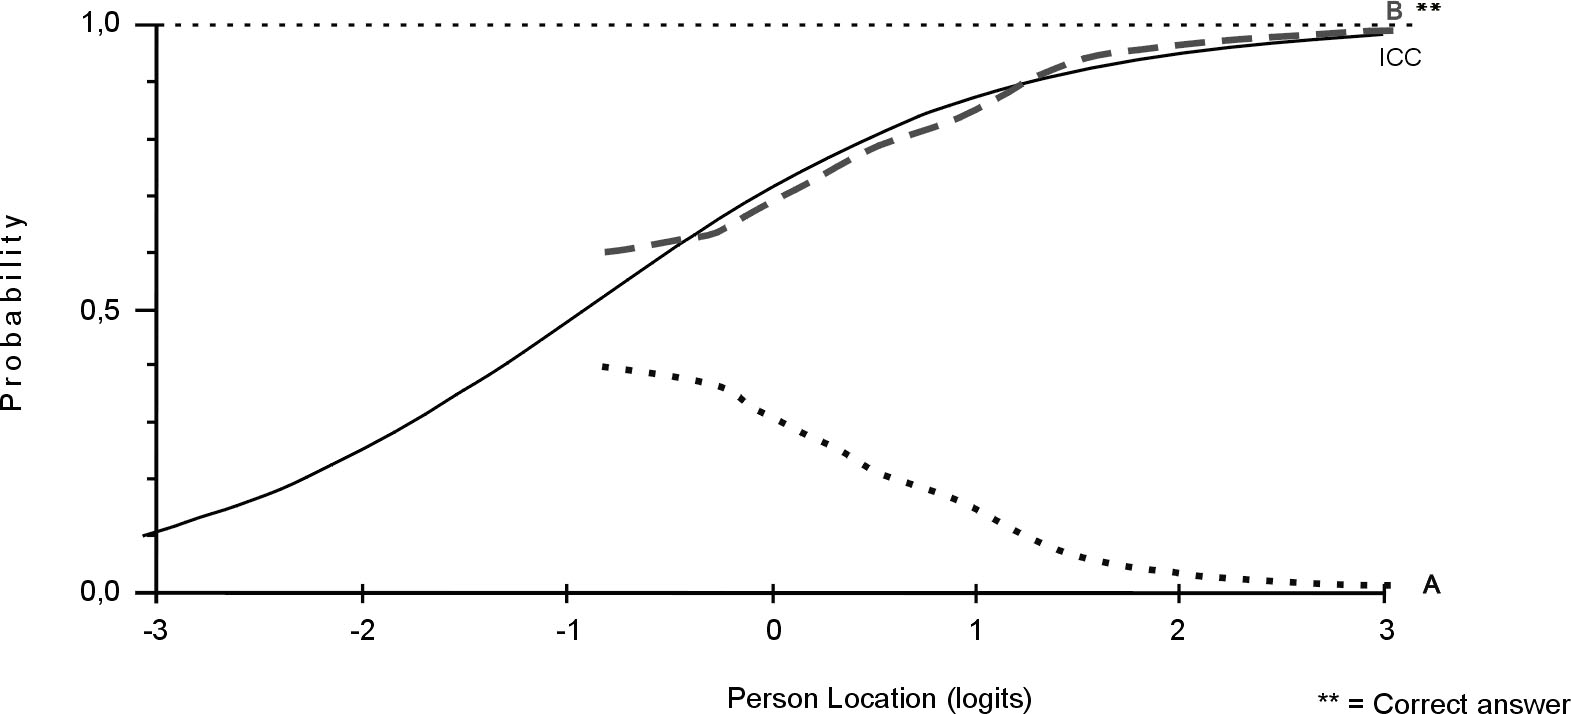 1,0
B **
ICC
Probability
0,5
0,0
A
-3 -2 -1 0 1 2 3
Person Location (logits)
** = Correct answer